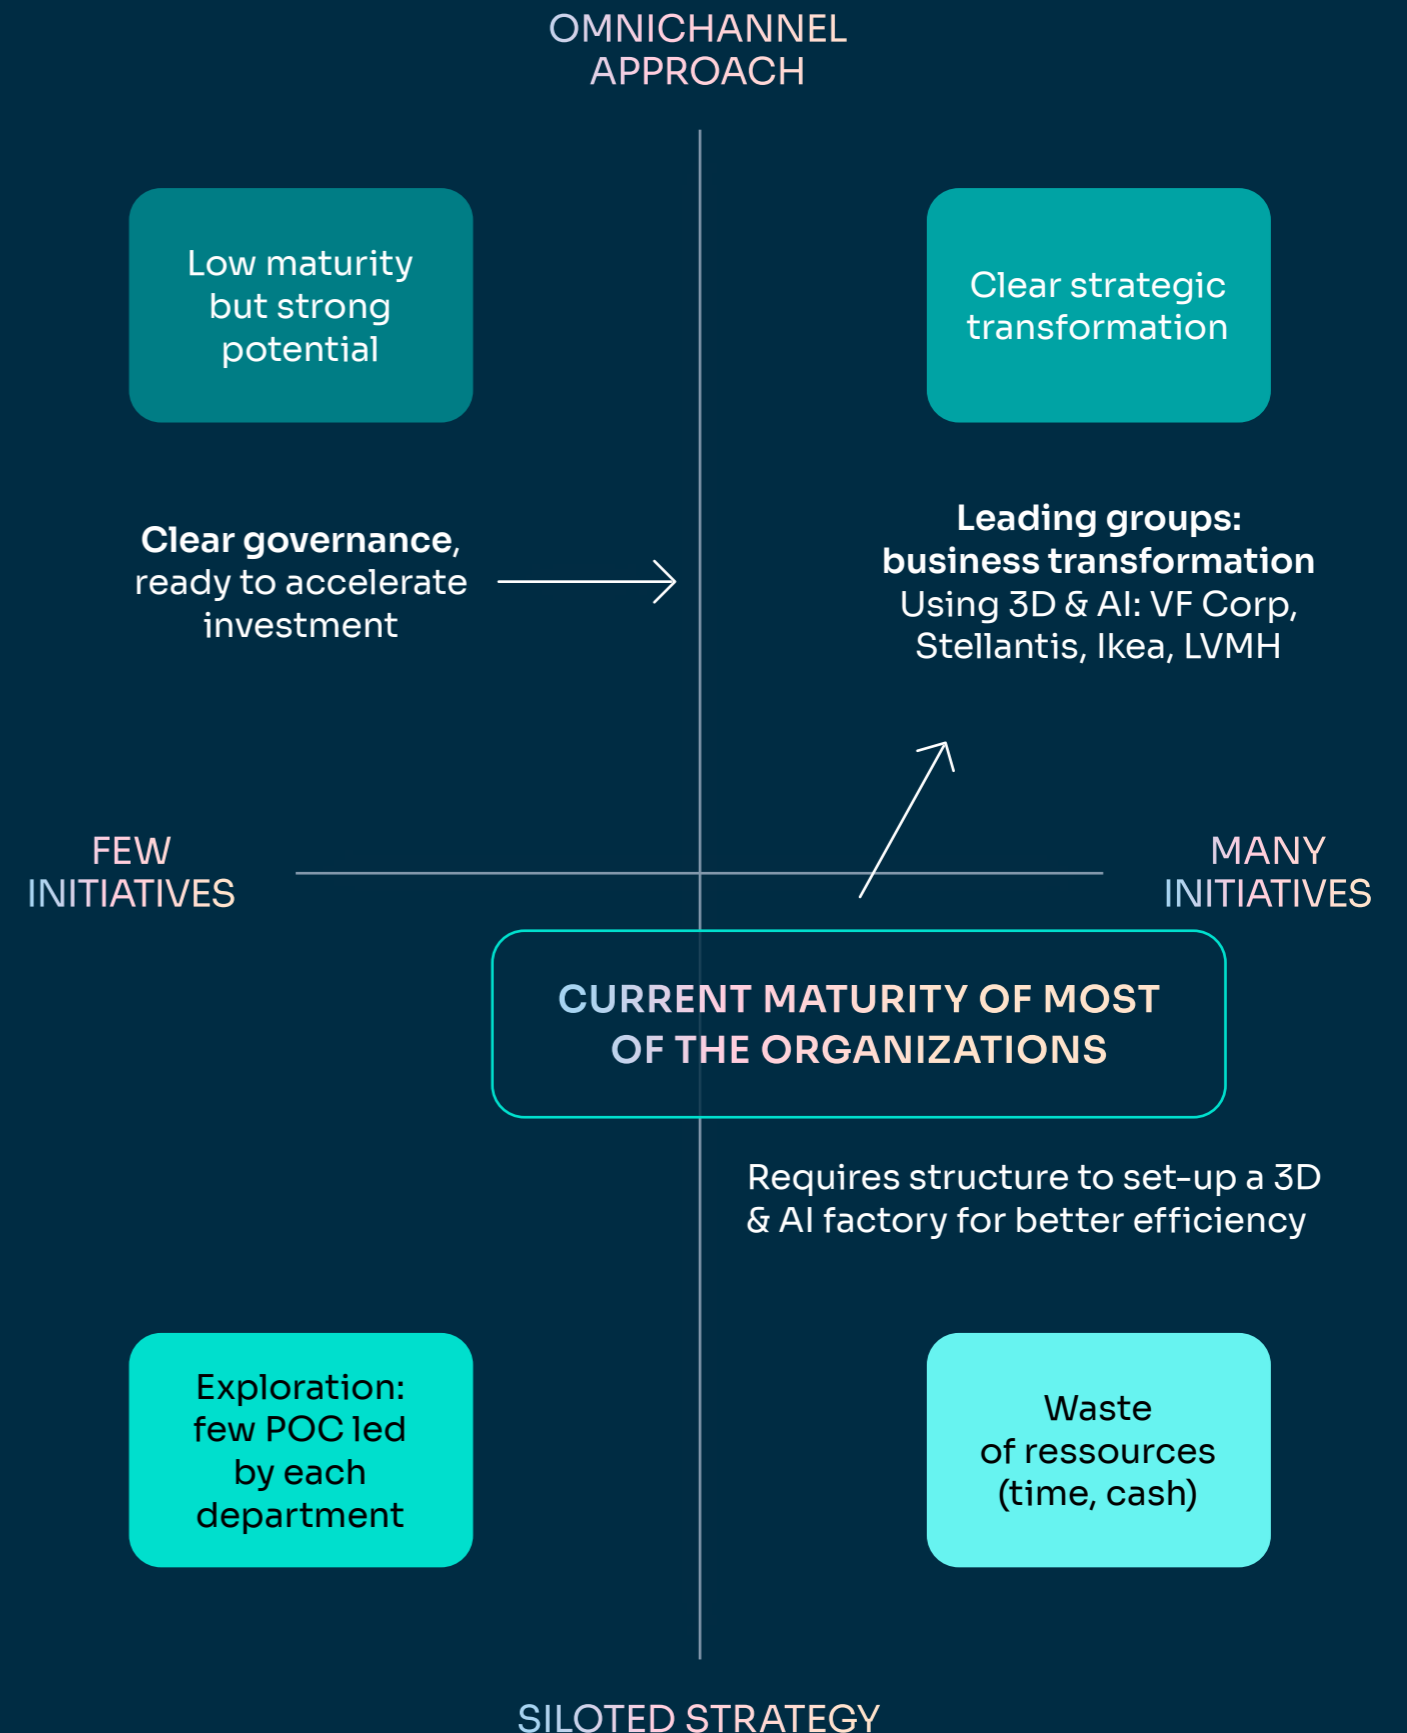 OMNICHANNEL
APPROACH
Low maturity
but strong
potential
Clear strategic
transformation
Clear governance,
ready to accelerate
investment
Leading groups:
business transformation
Using 3D & AI: VF Corp,
Stellantis, Ikea, LVMH
FEW
INITIATIVES
MANY
INITIATIVES
CURRENT MATURITY OF MOST
OF THE ORGANIZATIONS
Requires structure to set-up a 3D
& AI factory for better efficiency
Exploration:
few POC led
by each
department
Waste
of ressources
(time, cash)
SILOTED STRATEGY